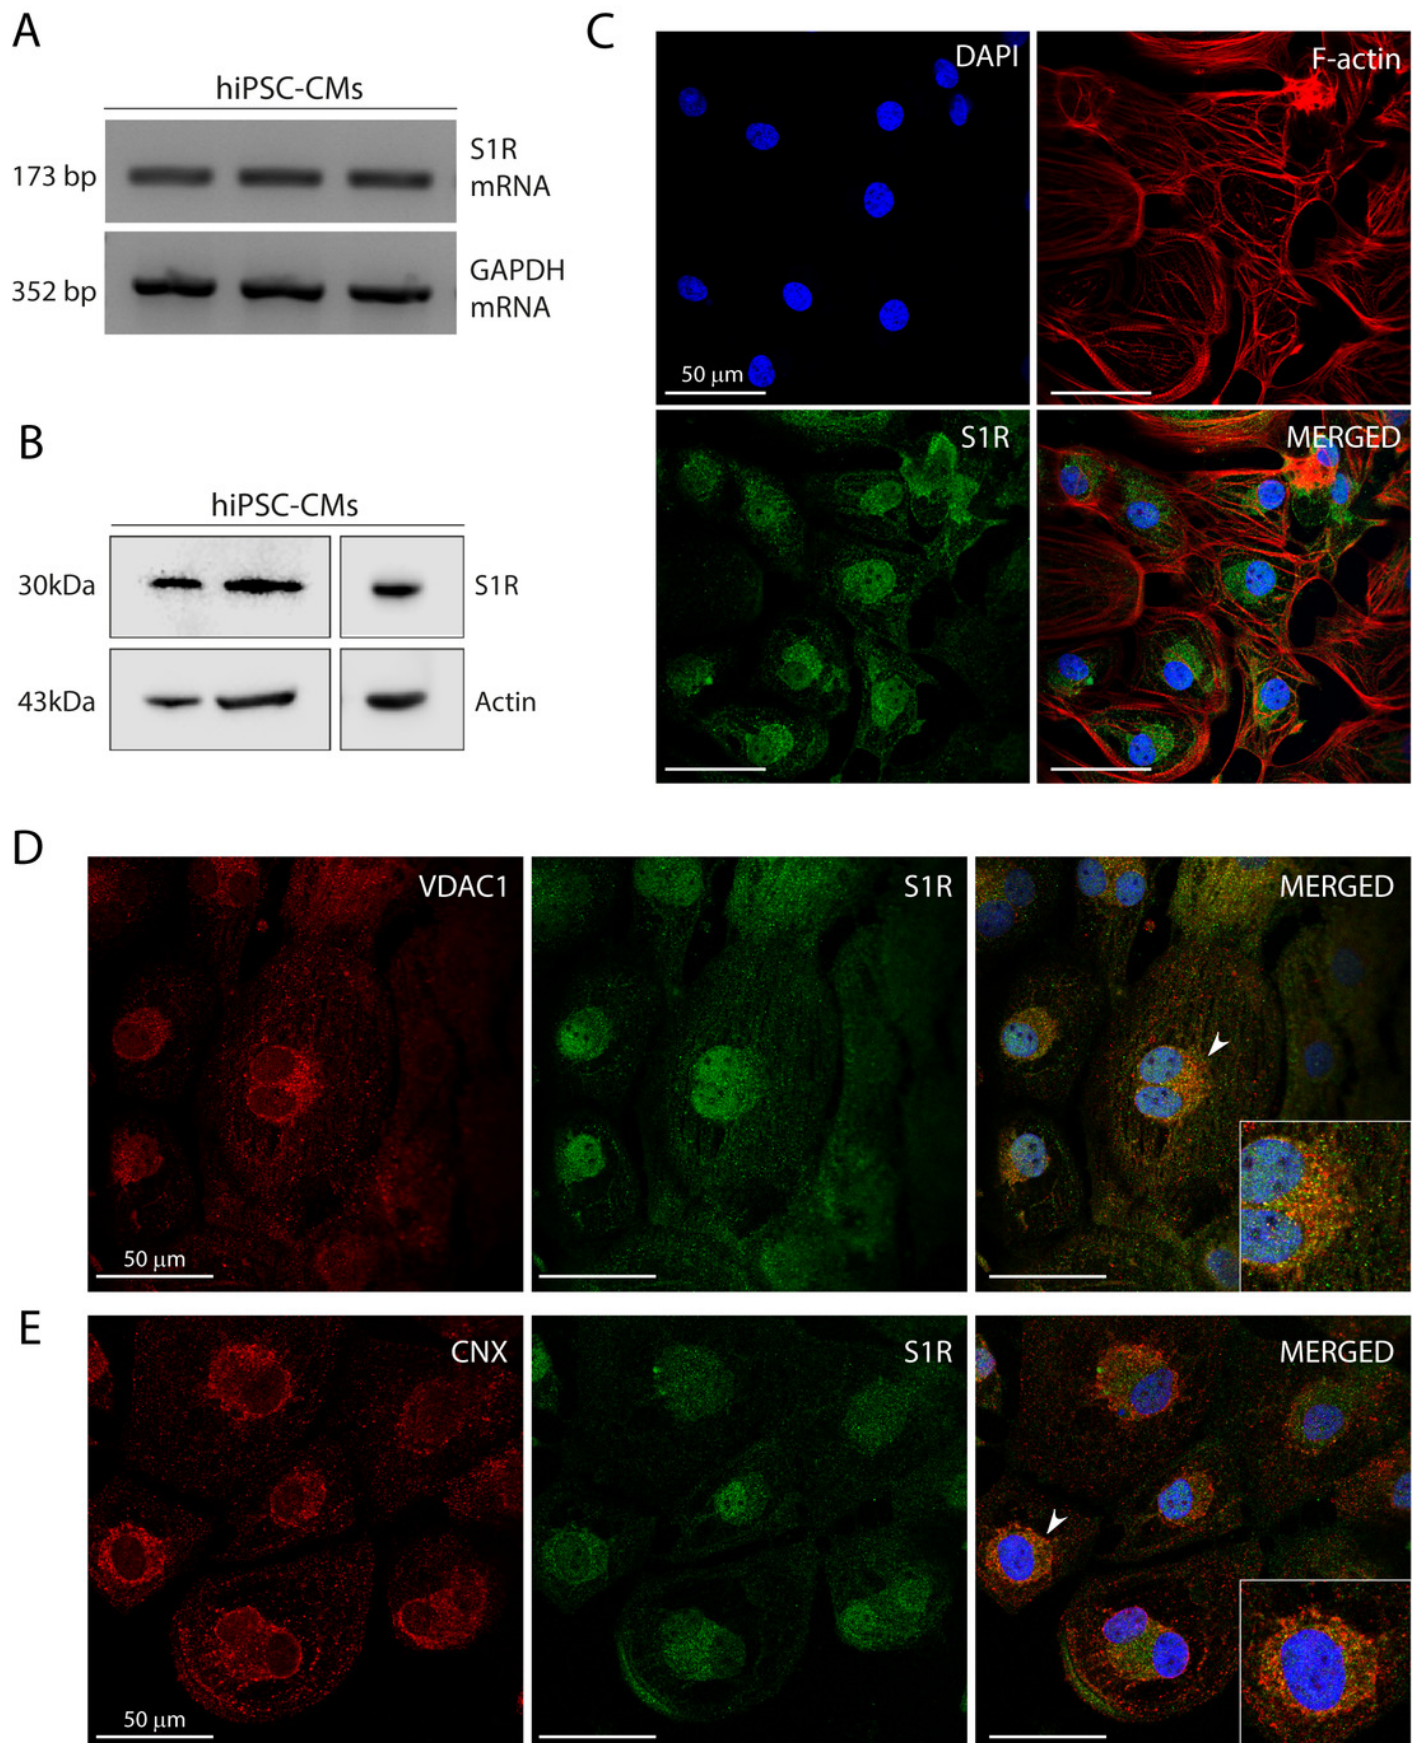 A
hiPSC-CMs
173 bp
S1R
mRNA
352 bp
GAPDH
mRNA
B
hiPSC-CMs
30kDa
S1R
43kDa
Actin
C
DAPI
F-actin
50 μm
S1R
MERGED
D
VDAC1
S1R
MERGED
50 μm
E
CNX
S1R
MERGED
50 μm